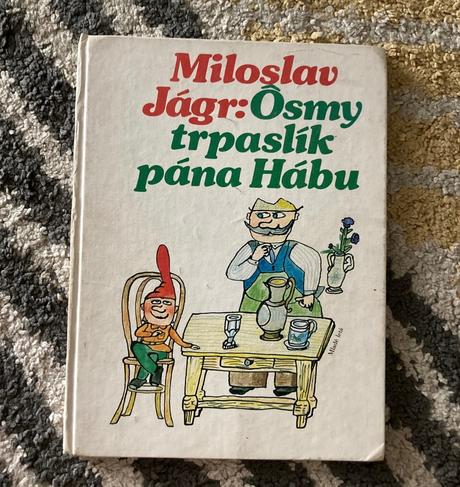 Miloslav
Jágr: Ôsmy
trpaslík
pána Hábu
Mladé letá